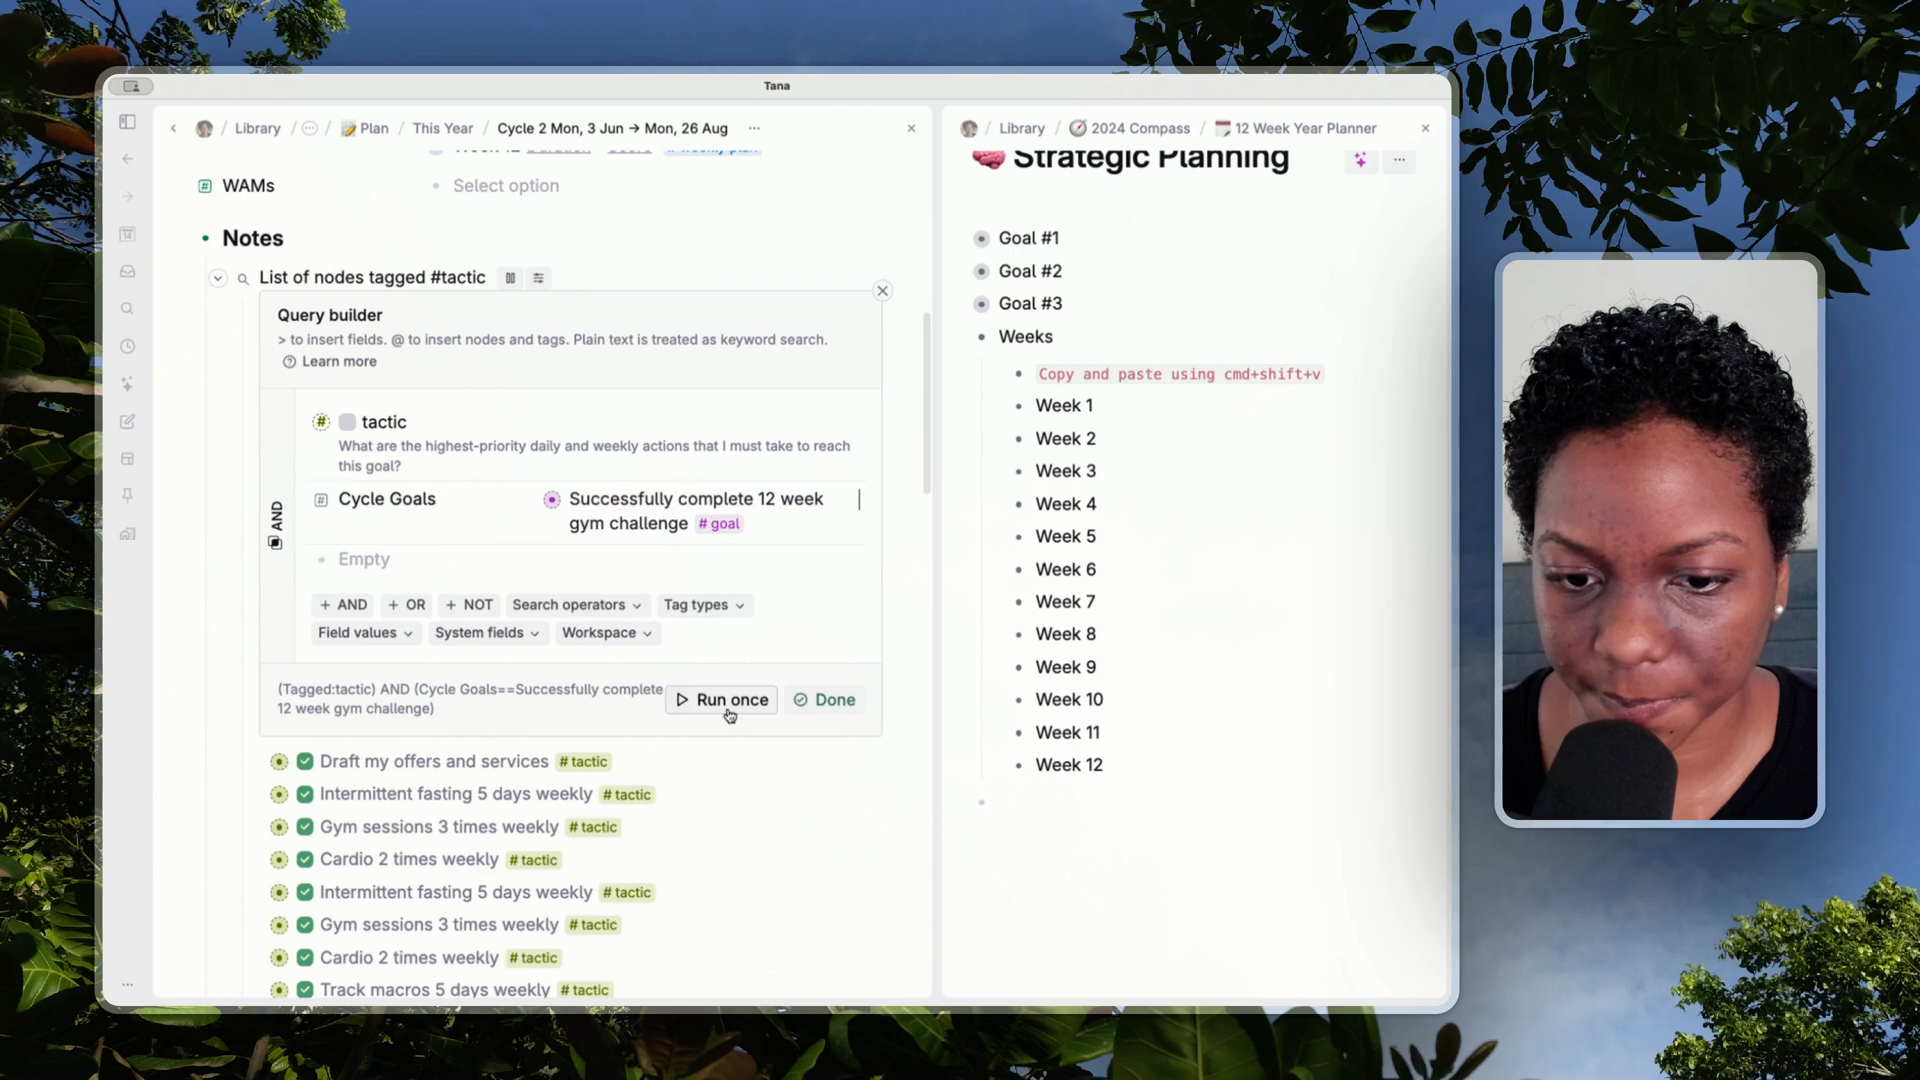 Tana
Library / / Plan / This Year / Cycle 2 Mon, 3 Jun → Mon, 26 Aug ...
Week 12 Duration Score # weekly plan
WAMs
Select option
Notes
List of nodes tagged #tactic
Query builder
> to insert fields. @ to insert nodes and tags. Plain text is treated as keyword search.
Learn more
AND
# tactic
What are the highest-priority daily and weekly actions that I must take to reach
this goal?
Cycle Goals
Successfully complete 12 week
gym challenge # goal
Empty
+ AND + OR + NOT Search operators Tag types
Field values System fields Workspace
(Tagged:tactic) AND (Cycle Goals==Successfully complete
12 week gym challenge)
Run once
Done
Draft my offers and services # tactic
Intermittent fasting 5 days weekly # tactic
Gym sessions 3 times weekly # tactic
Cardio 2 times weekly # tactic
Intermittent fasting 5 days weekly # tactic
Gym sessions 3 times weekly # tactic
Cardio 2 times weekly # tactic
Track macros 5 days weekly # tactic
/ Library / 2024 Compass / 12 Week Year Planner
Strategic Planning
Goal #1
Goal #2
Goal #3
Weeks
Copy and paste using cmd+shift+v
Week 1
Week 2
Week 3
Week 4
Week 5
Week 6
Week 7
Week 8
Week 9
Week 10
Week 11
Week 12